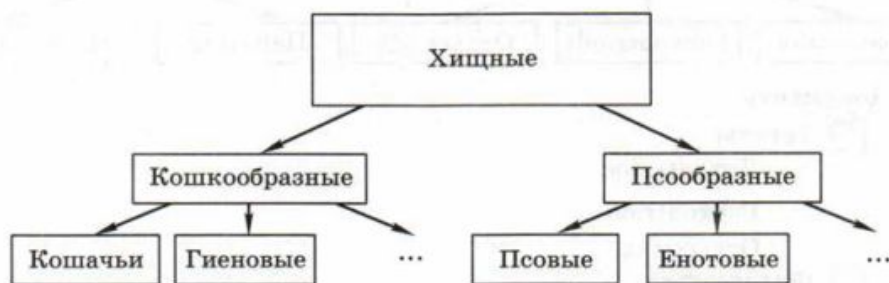 Хищные
Кошкообразные Псообразные
Кошачьи Гиеновые ... Псовые Енотовые ...